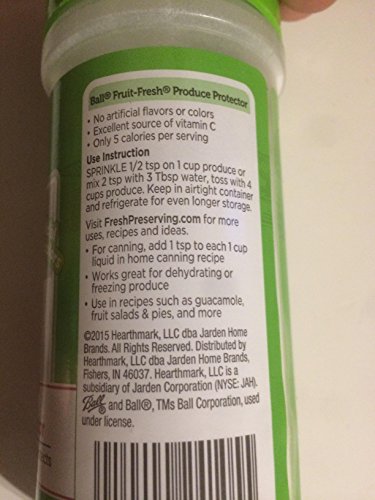 Ball® Fruit-Fresh® Produce Protector
• No artificial flavors or colors
• Excellent source of vitamin C
• Only 5 calories per serving
Use Instruction
SPRINKLE 1/2 tsp on 1 cup produce or
mix 2 tsp with 3 Tbsp water, toss with 4
cups produce. Keep in airtight container
and refrigerate for even longer storage.
Visit FreshPreserving.com for more
uses, recipes and ideas.
• For canning, add 1 tsp to each 1 cup
liquid in home canning recipe
• Works great for dehydrating or
freezing produce
• Use in recipes such as guacamole,
fruit salads & pies, and more
©2015 Hearthmark, LLC dba Jarden Home
Brands. All Rights Reserved. Distributed by
Hearthmark, LLC dba Jarden Home Brands,
Fishers, IN 46037. Hearthmark, LLC is a
subsidiary of Jarden Corporation (NYSE: JAH).
Ball and Ball®, TMs Ball Corporation, used
under license.